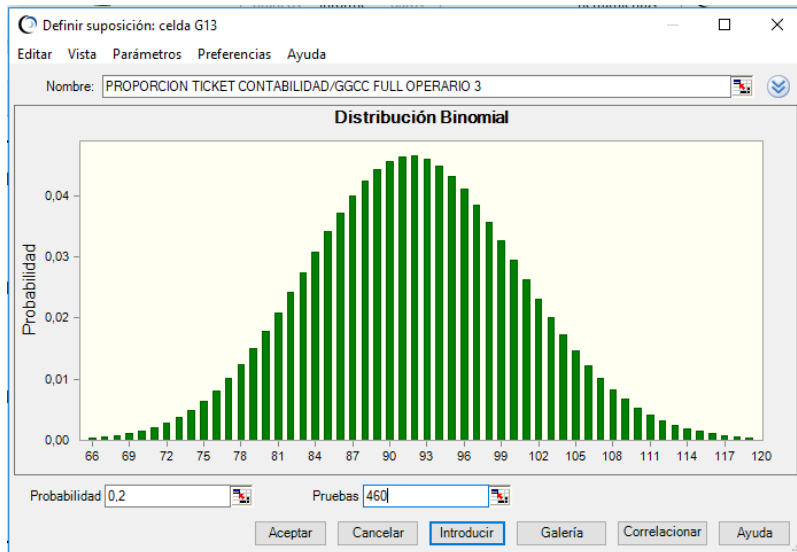 Definir suposición: celda G13
Editar Vista Parámetros Preferencias Ayuda
Nombre: PROPORCION TICKET CONTABILIDAD/GGCC FULL OPERARIO 3
Distribución Binomial
Probabilidad
0,04
0,03
0,02
0,01
0,00
66 69 72 75 78 81 84 87 90 93 96 99 102 105 108 111 114 117 120
Probabilidad 0,2 Pruebas 460
Aceptar Cancelar Introducir Galería Correlacionar Ayuda